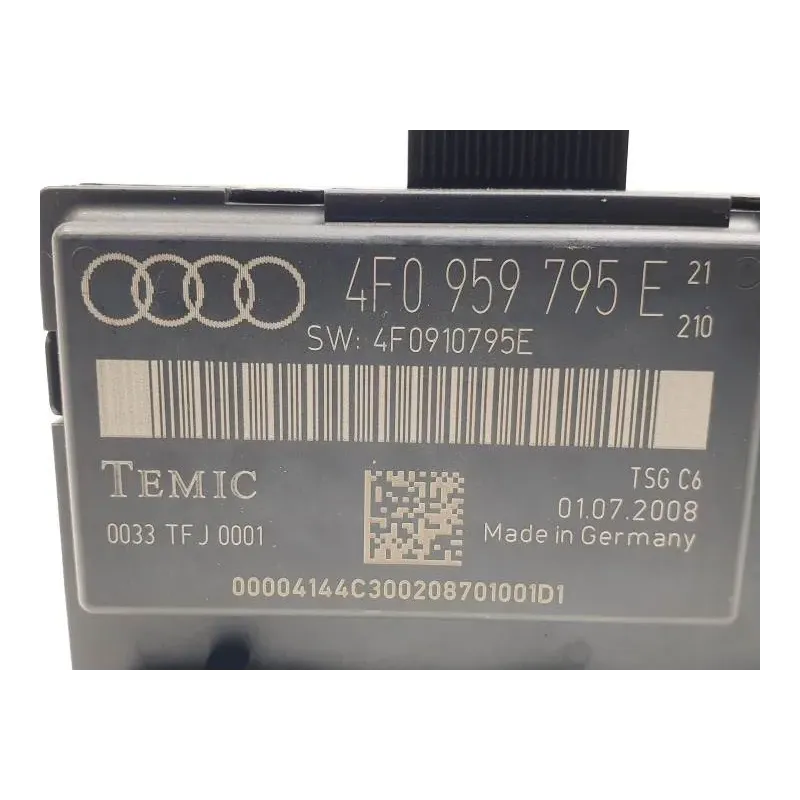 4F0 959 795 E 21
210
SW: 4F0910795E
TEMIC
TSG C6
01.07.2008
0033 TFJ 0001
Made in Germany
00004144C300208701001D1